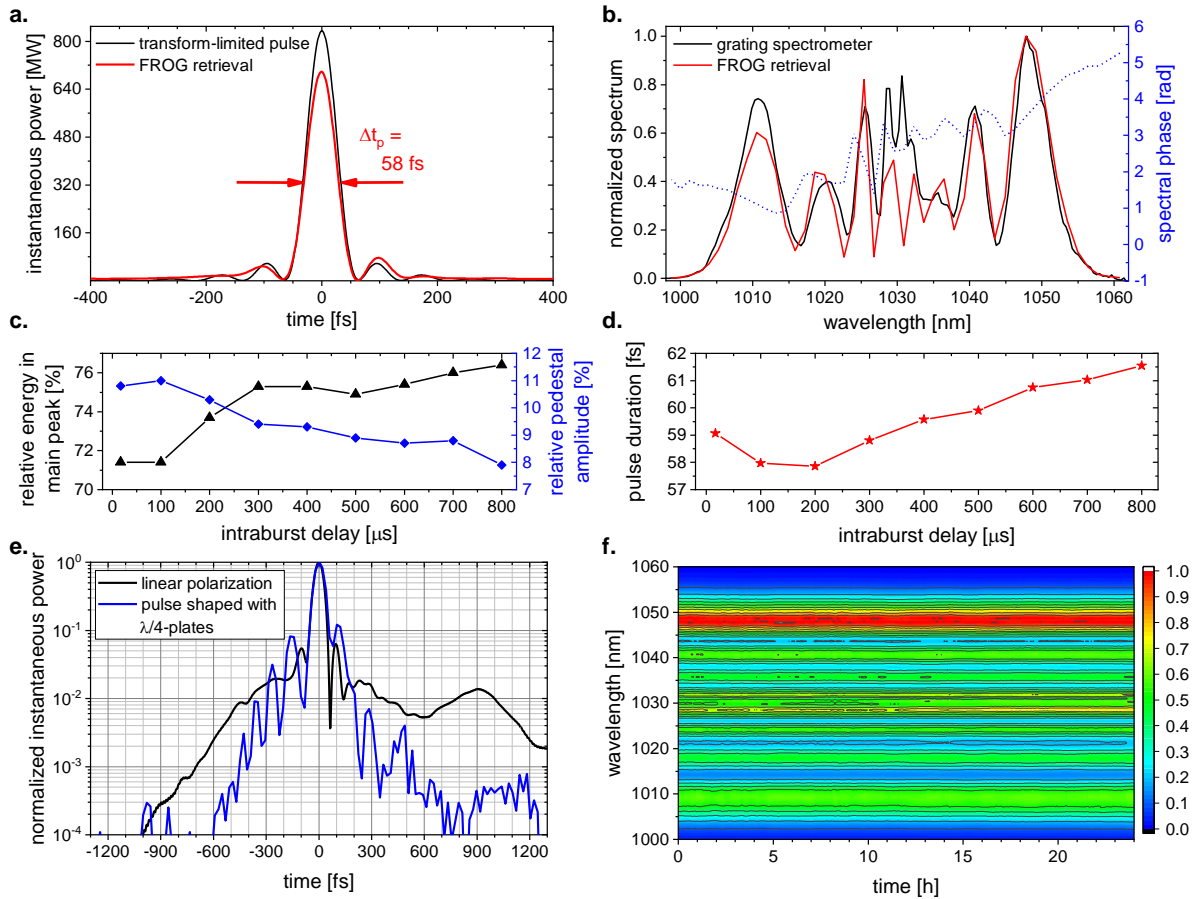 a.
instantaneous power [MW]
800
640
480
320
160
transform-limited pulse
FROG retrieval
Δtp =
58 fs
-400 -200 0 200 400
time [fs]
b.
normalized spectrum
1.0
0.8
0.6
0.4
0.2
0.0
grating spectrometer
FROG retrieval
6
5
4
3
2
1
0
-1
spectral phase [rad]
1000 1010 1020 1030 1040 1050 1060
wavelength [nm]
c.
relative energy in
main peak [%]
76
74
72
70
12
11
10
9
8
7
relative pedestal
amplitude [%]
0 100 200 300 400 500 600 700 800
intraburst delay [μs]
d.
pulse duration [fs]
62
61
60
59
58
57
0 100 200 300 400 500 600 700 800
intraburst delay [μs]
e.
normalized instantaneous power
10^0
10^-1
10^-2
10^-3
10^-4
linear polarization
pulse shaped with
λ/4-plates
-1200 -900 -600 -300 0 300 600 900 1200
time [fs]
f.
wavelength [nm]
1060
1050
1040
1030
1020
1010
1000
0 5 10 15 20
time [h]
1.0
0.9
0.8
0.7
0.6
0.5
0.4
0.3
0.2
0.1
0.0